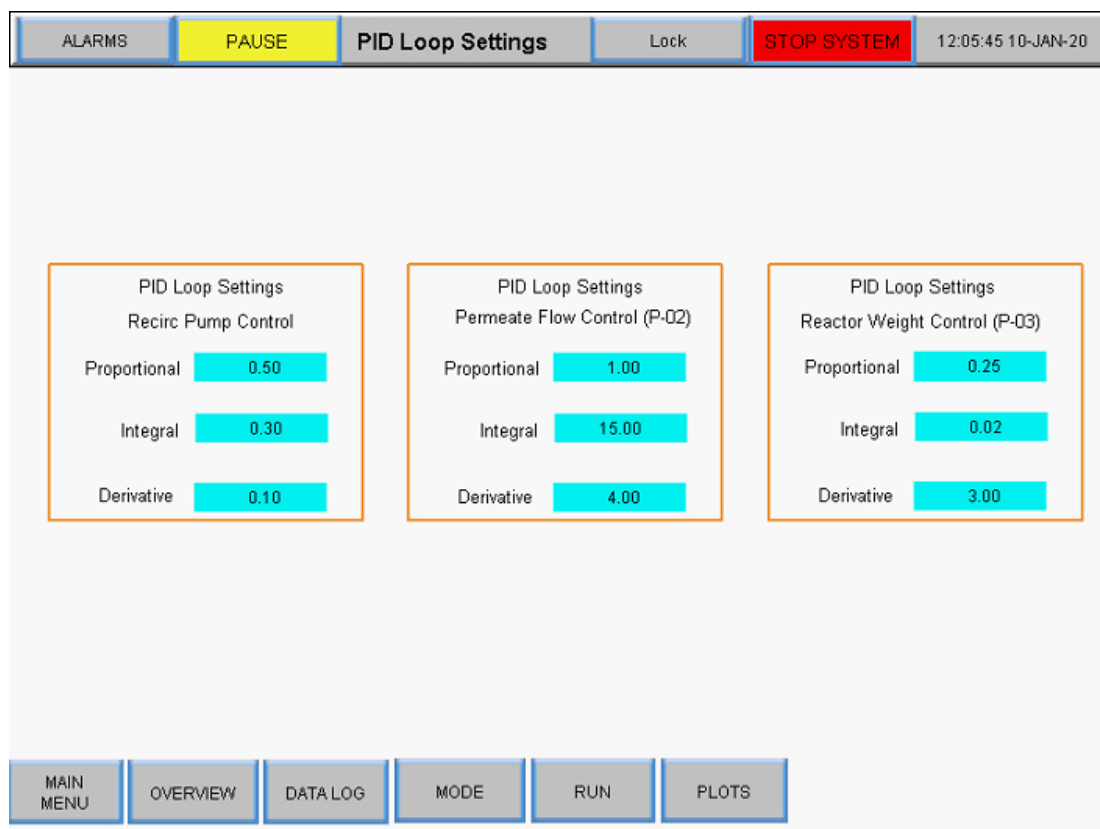 ALARMS PAUSE PID Loop Settings Lock STOP SYSTEM 12:05:45 10-JAN-20
PID Loop Settings
Recirc Pump Control
Proportional 0.50
Integral 0.30
Derivative 0.10
PID Loop Settings
Permeate Flow Control (P-02)
Proportional 1.00
Integral 15.00
Derivative 4.00
PID Loop Settings
Reactor Weight Control (P-03)
Proportional 0.25
Integral 0.02
Derivative 3.00
MAIN
MENU
OVERVIEW DATA LOG MODE RUN PLOTS